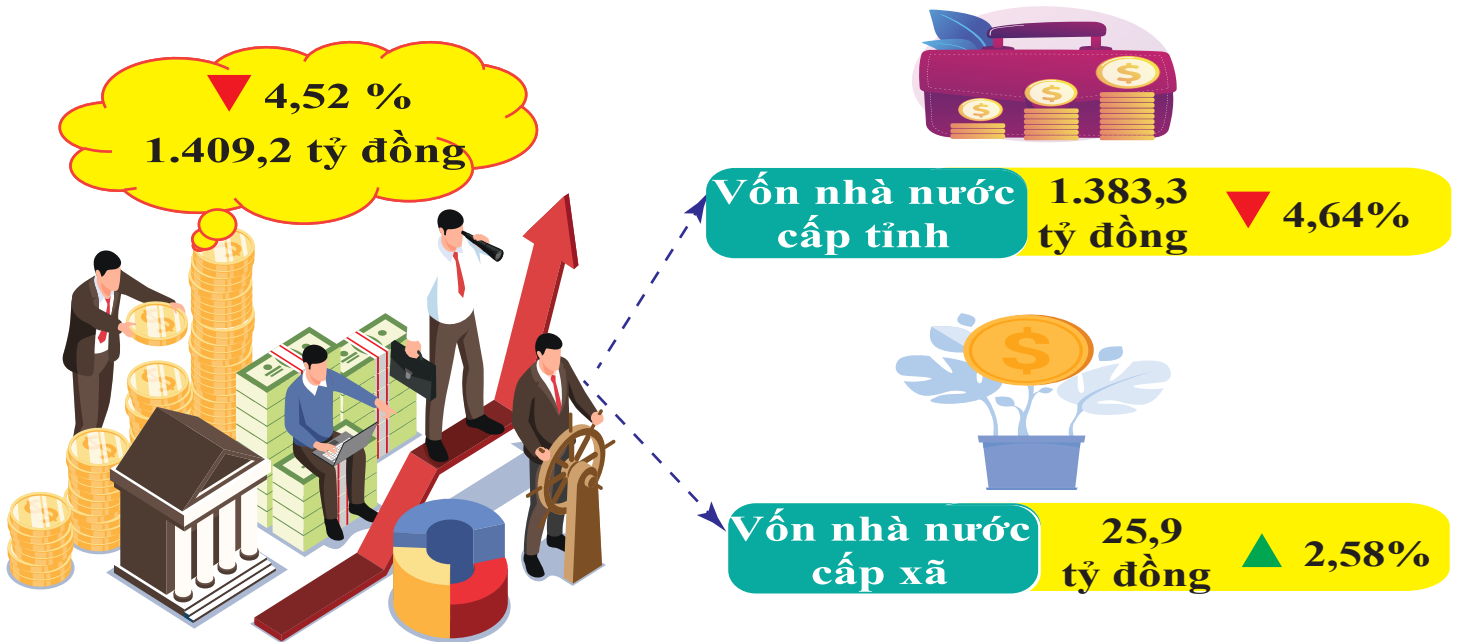 4,52 %
1.409,2 tỷ đồng
Vốn nhà nước
cấp tỉnh
1.383,3
tỷ đồng
4,64%
Vốn nhà nước
cấp xã
25,9
tỷ đồng
2,58%